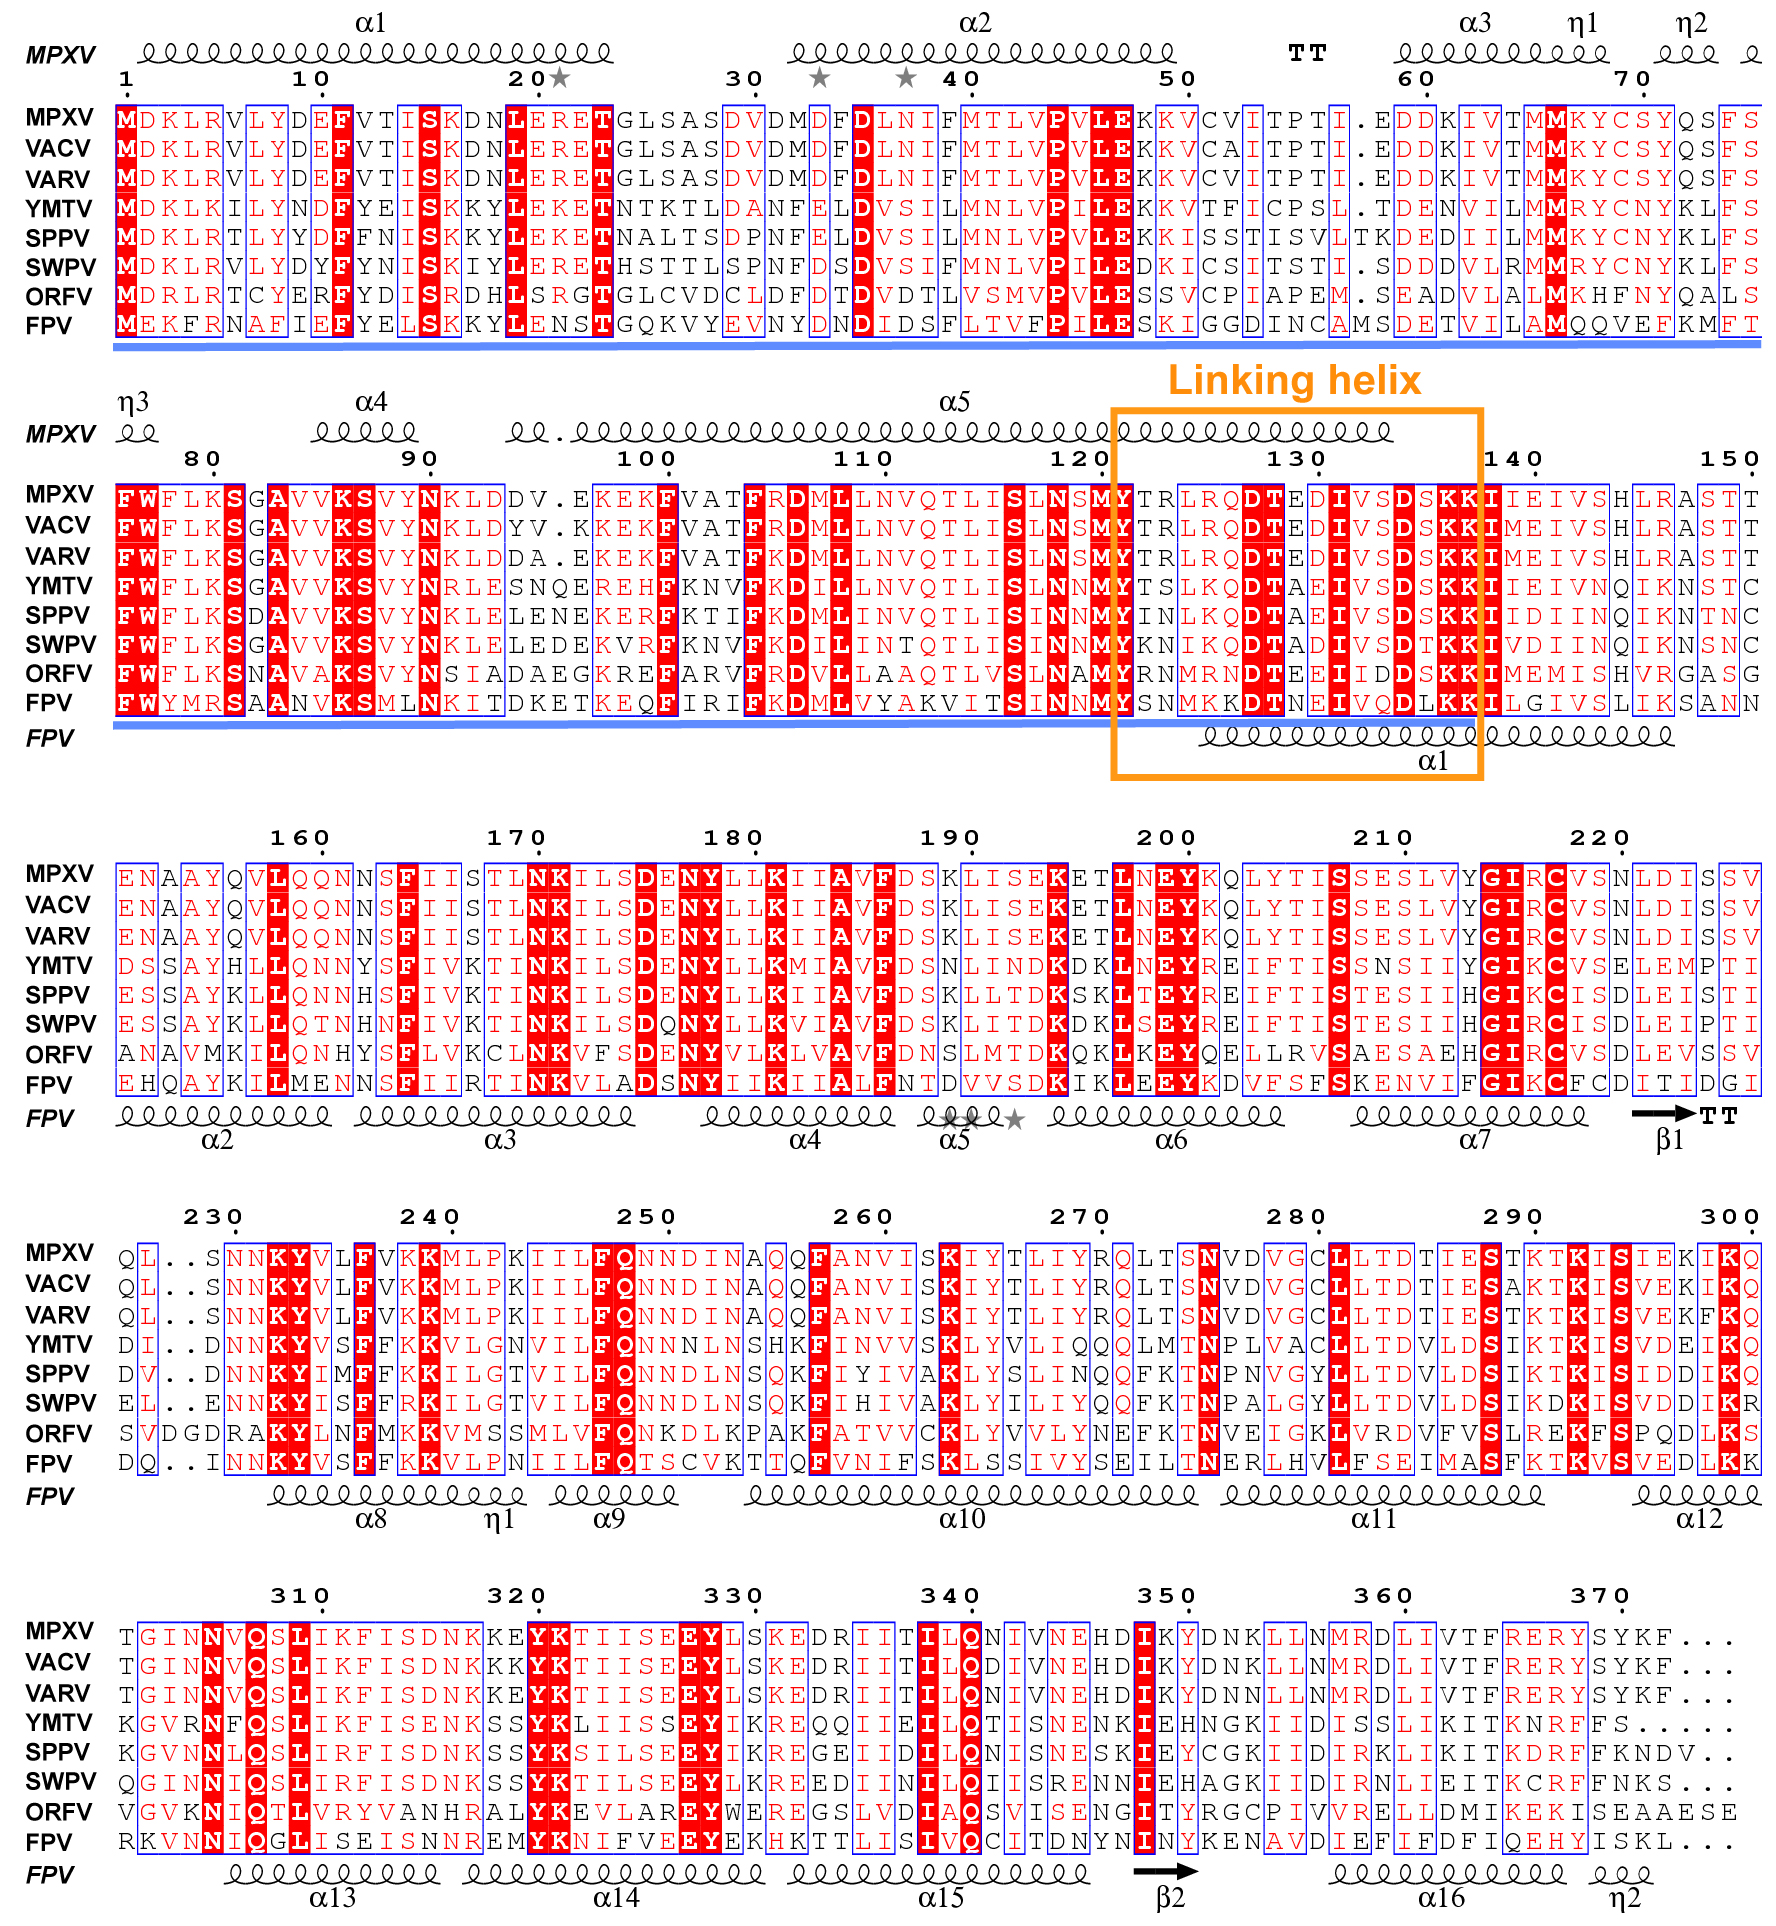 α1 α2 α3 η1 η2
MPXV TT
1 10 20 30 40 50 60 70
MPXV MDKLRVLYDEFVTISKDNLERETGLSASDVDMDFDLNIFMTLVPVLEKKVCVITPTI.EDDKIVTMMKYCSYQSFS
VACV MDKLRVLYDEFVTISKDNLERETGLSASDVDMDFDLNIFMTLVPVLEKKVCAITPTI.EDDKIVTMMKYCSYQSFS
VARV MDKLRVLYDEFVTISKDNLERETGLSASDVDMDFDLNIFMTLVPVLEKKVCVITPTI.EDDKIVTMMKYCSYQSFS
YMTV MDKLKILYNDFYEISKKYLEKETNTKTLDANFELDVSILMNLVPILEKKVTFICPSL.TDENVILMMRYCNYKLFS
SPPV MDKLRTLYYDFFNISKKYLEKETNALTSDPNFELDVSILMNLVPVLEKKISSTISVLTKDEDIILMMKYCNYKLFS
SWPV MDKLRVLYDYFYNISKIYLERETHSTTLSPNFDSDVSIFMNLVPILEDKICSITSTI.SDDDVLRMMRYCNYKLFS
ORFV MDRLRTCYERFYDISRDHLSRGTGLCVDCLDFDTDVDTLVSMVPVLESSVCPIAPEM.SEADVLALMKHFNYQALS
FPV MEKFRNAFIEFYELSKKYLENSTGQKVYEVNYDNDIDSFLTVFPILESKIGGDINCAMSDETVILAMQQVEFKMFT
Linking helix
η3 α4 α5
MPXV .
80 90 100 110 120 130 140 150
MPXV FWFLKSGAVVKSVYNKLDDV.EKEKFVATFRDMLLNVQTLISLNSMYTRLRQDTEDIVSDSKKIIEIVSHLRASTT
VACV FWFLKSGAVVKSVYNKLDYV.KKEKFVATFRDMLLNVQTLISLNSMYTRLRQDTEDIVSDSKKIMEIVSHLRASTT
VARV FWFLKSGAVVKSVYNKLDDA.EKEKFVATFKDMLLNVQTLISLNSMYTRLRQDTEDIVSDSKKIMEIVSHLRASTT
YMTV FWFLKSGAVVKSVYNRLESNQEREHFKNVFKDILLNVQTLISLNNMYTSLKQDTAEIVSDSKKIIEIVNQIKNSTC
SPPV FWFLKSDAVVKSVYNKLELENEKERFKTIFKDMLINVQTLISINNMYINLKQDTAEIVSDSKKIIDIINQIKNTNC
SWPV FWFLKSGAVVKSVYNKLELEDEKVRFKNVFKDILINTQTLISINNMYKNIKQDTADIVSDTKKIVDIINQIKNSNC
ORFV FWFLKSNAVAKSVYNSIADAEGKREFARVFRDVLLAAQTLVSLNAMYRNMRNDTEEIIDDSKKIMEMISHVRGASG
FPV FWYMRSAANVKSMLNKITDKETKEQFIRIFKDMLVYAKVITSINNMYSNMKKDTNEIVQDLKKILGIVSLIKSANN
FPV
α1
160 170 180 190 200 210 220
MPXV ENAAYQVLQQNNSFIISTLNKILSDENYLLKIIAVFDSKLISEKETLNEYKQLYTISSESLVYGIRCVSNLDISSV
VACV ENAAYQVLQQNNSFIISTLNKILSDENYLLKIIAVFDSKLISEKETLNEYKQLYTISSESLVYGIRCVSNLDISSV
VARV ENAAYQVLQQNNSFIISTLNKILSDENYLLKIIAVFDSKLISEKETLNEYKQLYTISSESLVYGIRCVSNLDISSV
YMTV DSSAYHLLQNNYSFIVKTINKILSDENYLLKMIAVFDSNLINDKDKLNEYREIFTISSNSIIYGIKCVSELEMPTI
SPPV ESSAYKLLQNNHSFIVKTINKILSDENYLLKIIAVFDSKLLTDKSKLTEYREIFTISTESIIHGIKCISDLEISTI
SWPV ESSAYKLLQTNHNFIVKTINKILSDQNYLLKVIAVFDSKLITDKDKLSEYREIFTISTESIIHGIRCISDLEIPTI
ORFV ANAVMKILQNHYSFLVKCLNKVFSDENYVLKLVAVFDNSLMTDKQKLKEYQELLRVSAESAEHGIRCVSDLEVSSV
FPV EHQAYKILMENNSFIIRTINKVLADSNYIIKIIALFNTDVVSDKIKLEEYKDVFSFSKENVIFGIKCFCDITIDGI
FPV TT
α2 α3 α4 α5 α6 α7 β1
230 240 250 260 270 280 290 300
MPXV QL..SNNKYVLFVKKMLPKIILFQNNDINAQQFANVISKIYTLIYRQLTSNVDVGCLLTDTIESTKTKISIEKIKQ
VACV QL..SNNKYVLFVKKMLPKIILFQNNDINAQQFANVISKIYTLIYRQLTSNVDVGCLLTDTIESAKTKISVEKIKQ
VARV QL..SNNKYVLFVKKMLPKIILFQNNDINAQQFANVISKIYTLIYRQLTSNVDVGCLLTDTIESTKTKISVEKFKQ
YMTV DI..DNNKYVSFFKKVLGNVILFQNNNLNSHKFINVVSKLYVLIQQQLMTNPLVACLLTDVLDSIKTKISVDEIKQ
SPPV DV..DNNKYIMFFKKILGTVILFQNNDLNSQKFIYIVAKLYSLINQQFKTNPNVGYLLTDVLDSIKTKISIDDIKQ
SWPV EL..ENNKYISFFRKILGTVILFQNNDLNSQKFIHIVAKLYILIYQQFKTNPALGYLLTDVLDSIKDKISVDDIKR
ORFV SVDGDRAKYLNFMKKVMSSMLVFQNKDLKPAKFATVVCKLYVVLYNEFKTNVEIGKLVRDVFVSLREKFSPQDLKS
FPV DQ..INNKYVSFFKKVLPNIILFQTSCVKTTQFVNIFSKLSSIVYSEILTNERLHVLFSEIMASFKTKVSVEDLKK
FPV
α8 η1 α9 α10 α11 α12
310 320 330 340 350 360 370
MPXV TGINNVQSLIKFISDNKKEYKTIISEEYLSKEDRIITILQNIVNEHDIKYDNKLLNMRDLIVTFRERYSYKF...
VACV TGINNVQSLIKFISDNKKKYKTIISEEYLSKEDRIITILQDIVNEHDIKYDNKLLNMRDLIVTFRERYSYKF...
VARV TGINNVQSLIKFISDNKKEYKTIISEEYLSKEDRIITILQNIVNEHDIKYDNNLLNMRDLIVTFRERYSYKF...
YMTV KGVRNFQSLIKFISENKSSYKLIISSEYIKREQQIIEILQTISNENKIEHNGKIIDISSLIKITKNRFFS.....
SPPV KGVNNLQSLIRFISDNKSSYKSILSEEYIKREGEIIDILQNISNESKIEYCGKIIDIRKLIKITKDRFFKNDV..
SWPV QGINNIQSLIRFISDNKSSYKTILSEEYLKREEDIINILQIISRENNIEHAGKIIDIRNLIEITKCRFFNKS...
ORFV VGVKNIQTLVRYVANHRALYKEVLAREYWEREGSLVDIAQSVISENGITYRGCPIVVRELLDMIKEKISEAAESE
FPV RKVNNIQGLISEISNNREMYKNIFVEEYEKHKTTLISIVQCITDNYNINYKENAVDIEFIFDFIQEHYISKL...
FPV
α13 α14 α15 β2 α16 η2